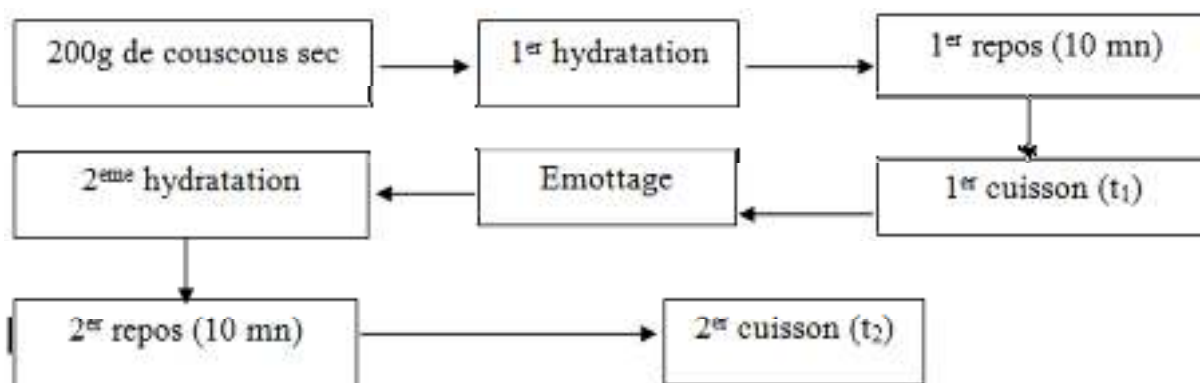 200g de couscous sec
1er hydratation
1er repos (10 mn)
1er cuisson (t1)
Emottage
2eme hydratation
2er repos (10 mn)
2er cuisson (t2)